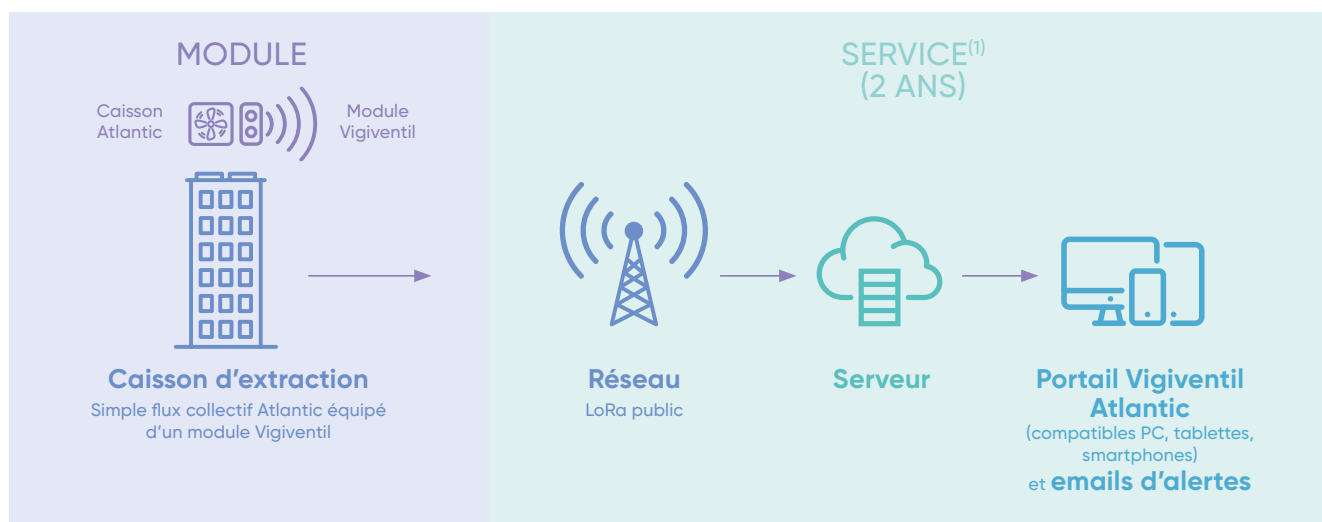 MODULE
Caisson
Atlantic
Module
Vigiventil
Caisson d’extraction
Simple flux collectif Atlantic équipé
d’un module Vigiventil
SERVICE(1)
(2 ANS)
Réseau
LoRa public
Serveur
Portail Vigiventil
Atlantic
(compatibles PC, tablettes,
smartphones)
et emails d’alertes